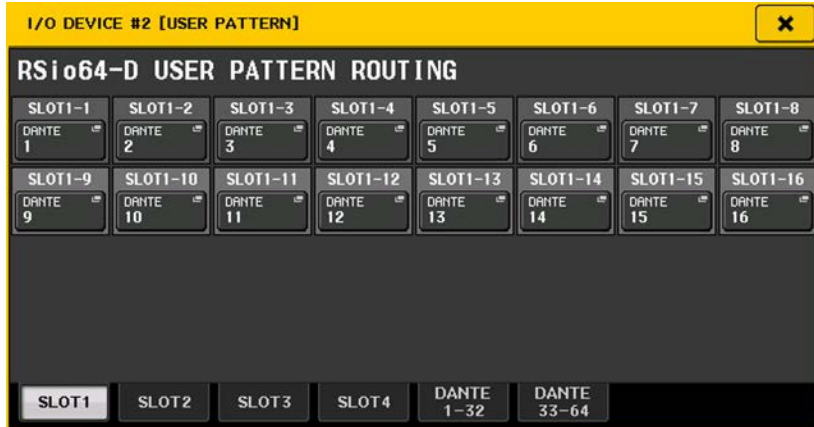 I/O DEVICE #2 [USER PATTERN]
RSio64-D USER PATTERN ROUTING
SLOT1-1 SLOT1-2 SLOT1-3 SLOT1-4 SLOT1-5 SLOT1-6 SLOT1-7 SLOT1-8
DANTE DANTE DANTE DANTE DANTE DANTE DANTE DANTE
1 2 3 4 5 6 7 8
SLOT1-9 SLOT1-10 SLOT1-11 SLOT1-12 SLOT1-13 SLOT1-14 SLOT1-15 SLOT1-16
DANTE DANTE DANTE DANTE DANTE DANTE DANTE DANTE
9 10 11 12 13 14 15 16
SLOT1 SLOT2 SLOT3 SLOT4 DANTE DANTE
1-32 33-64